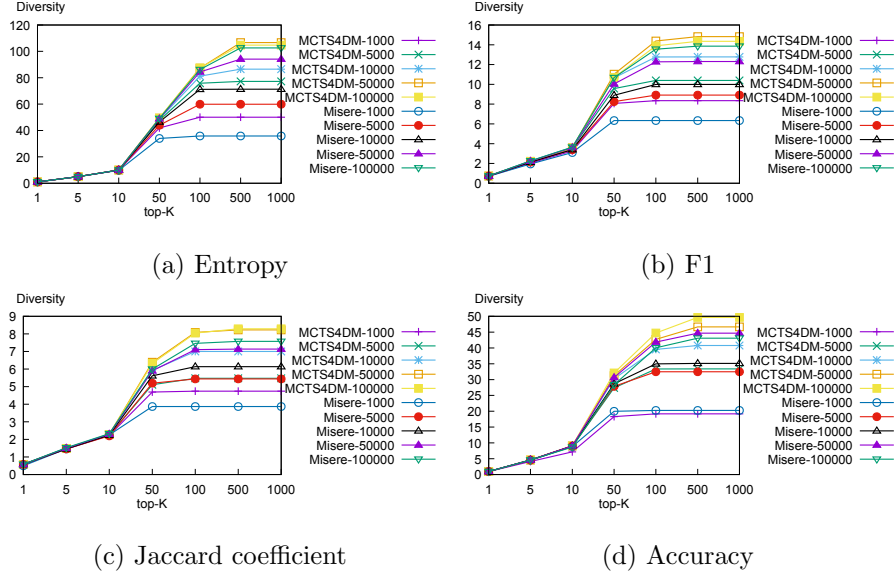 Diversity
120
100
80
60
40
20
0
1 5 10 50 100 500 1000
top-K
MCTS4DM-1000
MCTS4DM-5000
MCTS4DM-10000
MCTS4DM-50000
MCTS4DM-100000
Misere-1000
Misere-5000
Misere-10000
Misere-50000
Misere-100000
(a) Entropy
Diversity
16
14
12
10
8
6
4
2
0
1 5 10 50 100 500 1000
top-K
MCTS4DM-1000
MCTS4DM-5000
MCTS4DM-10000
MCTS4DM-50000
MCTS4DM-100000
Misere-1000
Misere-5000
Misere-10000
Misere-50000
Misere-100000
(b) F1
Diversity
9
8
7
6
5
4
3
2
1
0
1 5 10 50 100 500 1000
top-K
MCTS4DM-1000
MCTS4DM-5000
MCTS4DM-10000
MCTS4DM-50000
MCTS4DM-100000
Misere-1000
Misere-5000
Misere-10000
Misere-50000
Misere-100000
(c) Jaccard coefficient
Diversity
50
45
40
35
30
25
20
15
10
5
0
1 5 10 50 100 500 1000
top-K
MCTS4DM-1000
MCTS4DM-5000
MCTS4DM-10000
MCTS4DM-50000
MCTS4DM-100000
Misere-1000
Misere-5000
Misere-10000
Misere-50000
Misere-100000
(d) Accuracy